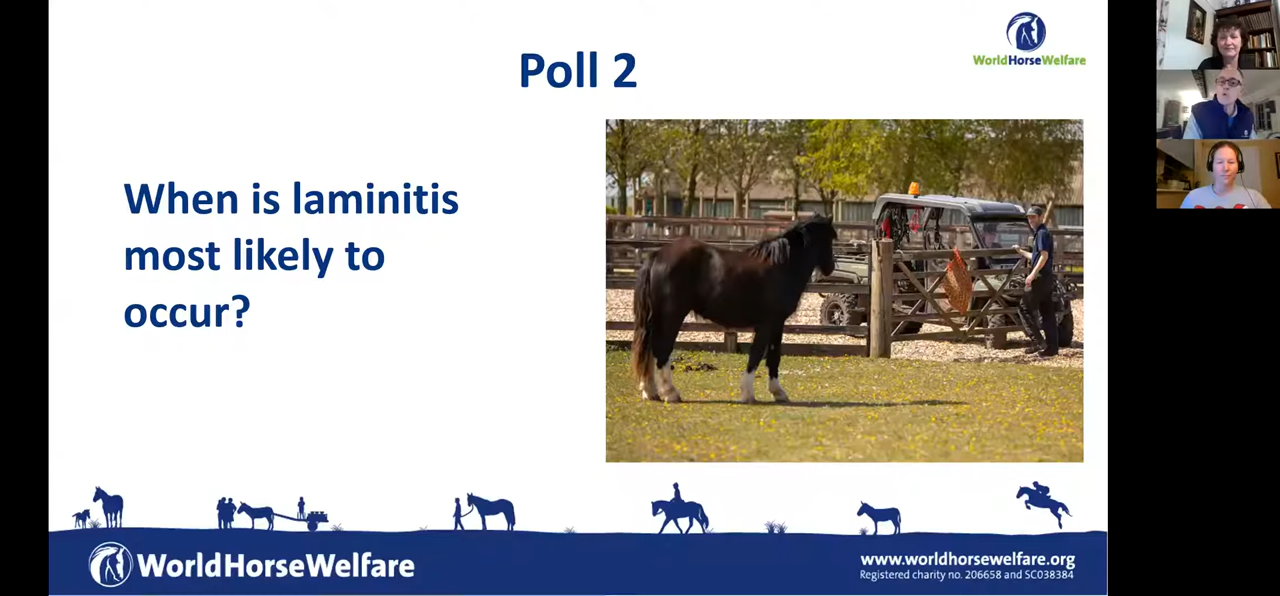 Poll 2
WorldHorseWelfare
When is laminitis
most likely to
occur?
WorldHorseWelfare
www.worldhorsewelfare.org
Registered charity no. 206658 and SC038384